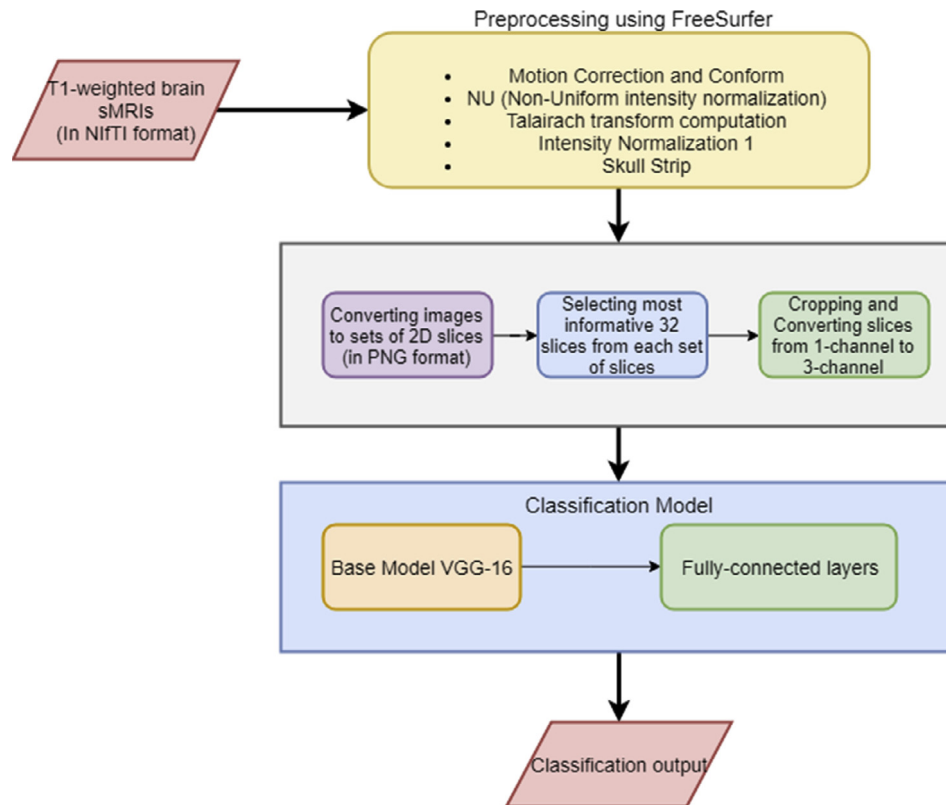 Preprocessing using FreeSurfer
T1-weighted brain
sMRIs
(In NIfTI format)
• Motion Correction and Conform
• NU (Non-Uniform intensity normalization)
• Talairach transform computation
• Intensity Normalization 1
• Skull Strip
Converting images
to sets of 2D slices
(in PNG format)
Selecting most
informative 32
slices from each set
of slices
Cropping and
Converting slices
from 1-channel to
3-channel
Classification Model
Base Model VGG-16
Fully-connected layers
Classification output